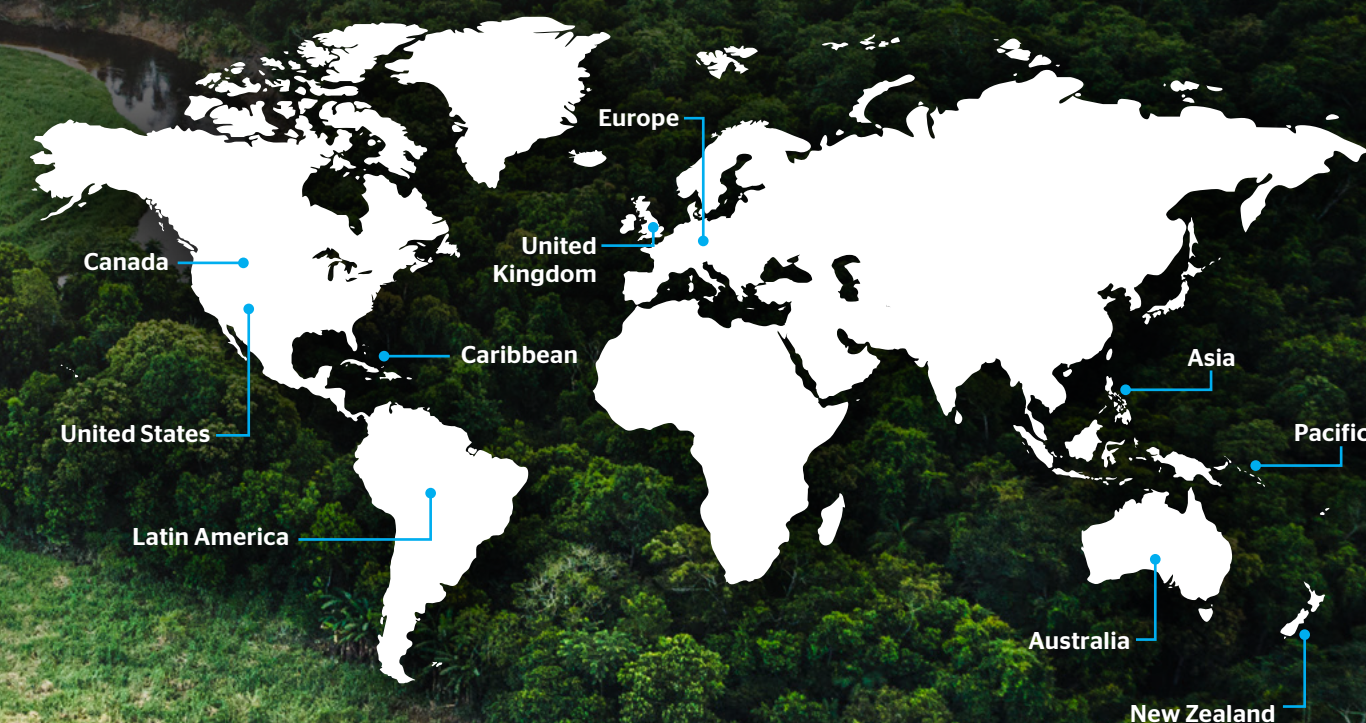 Europe
United
Kingdom
Canada
Caribbean
Asia
United States
Pacific
Latin America
Australia
New Zealand